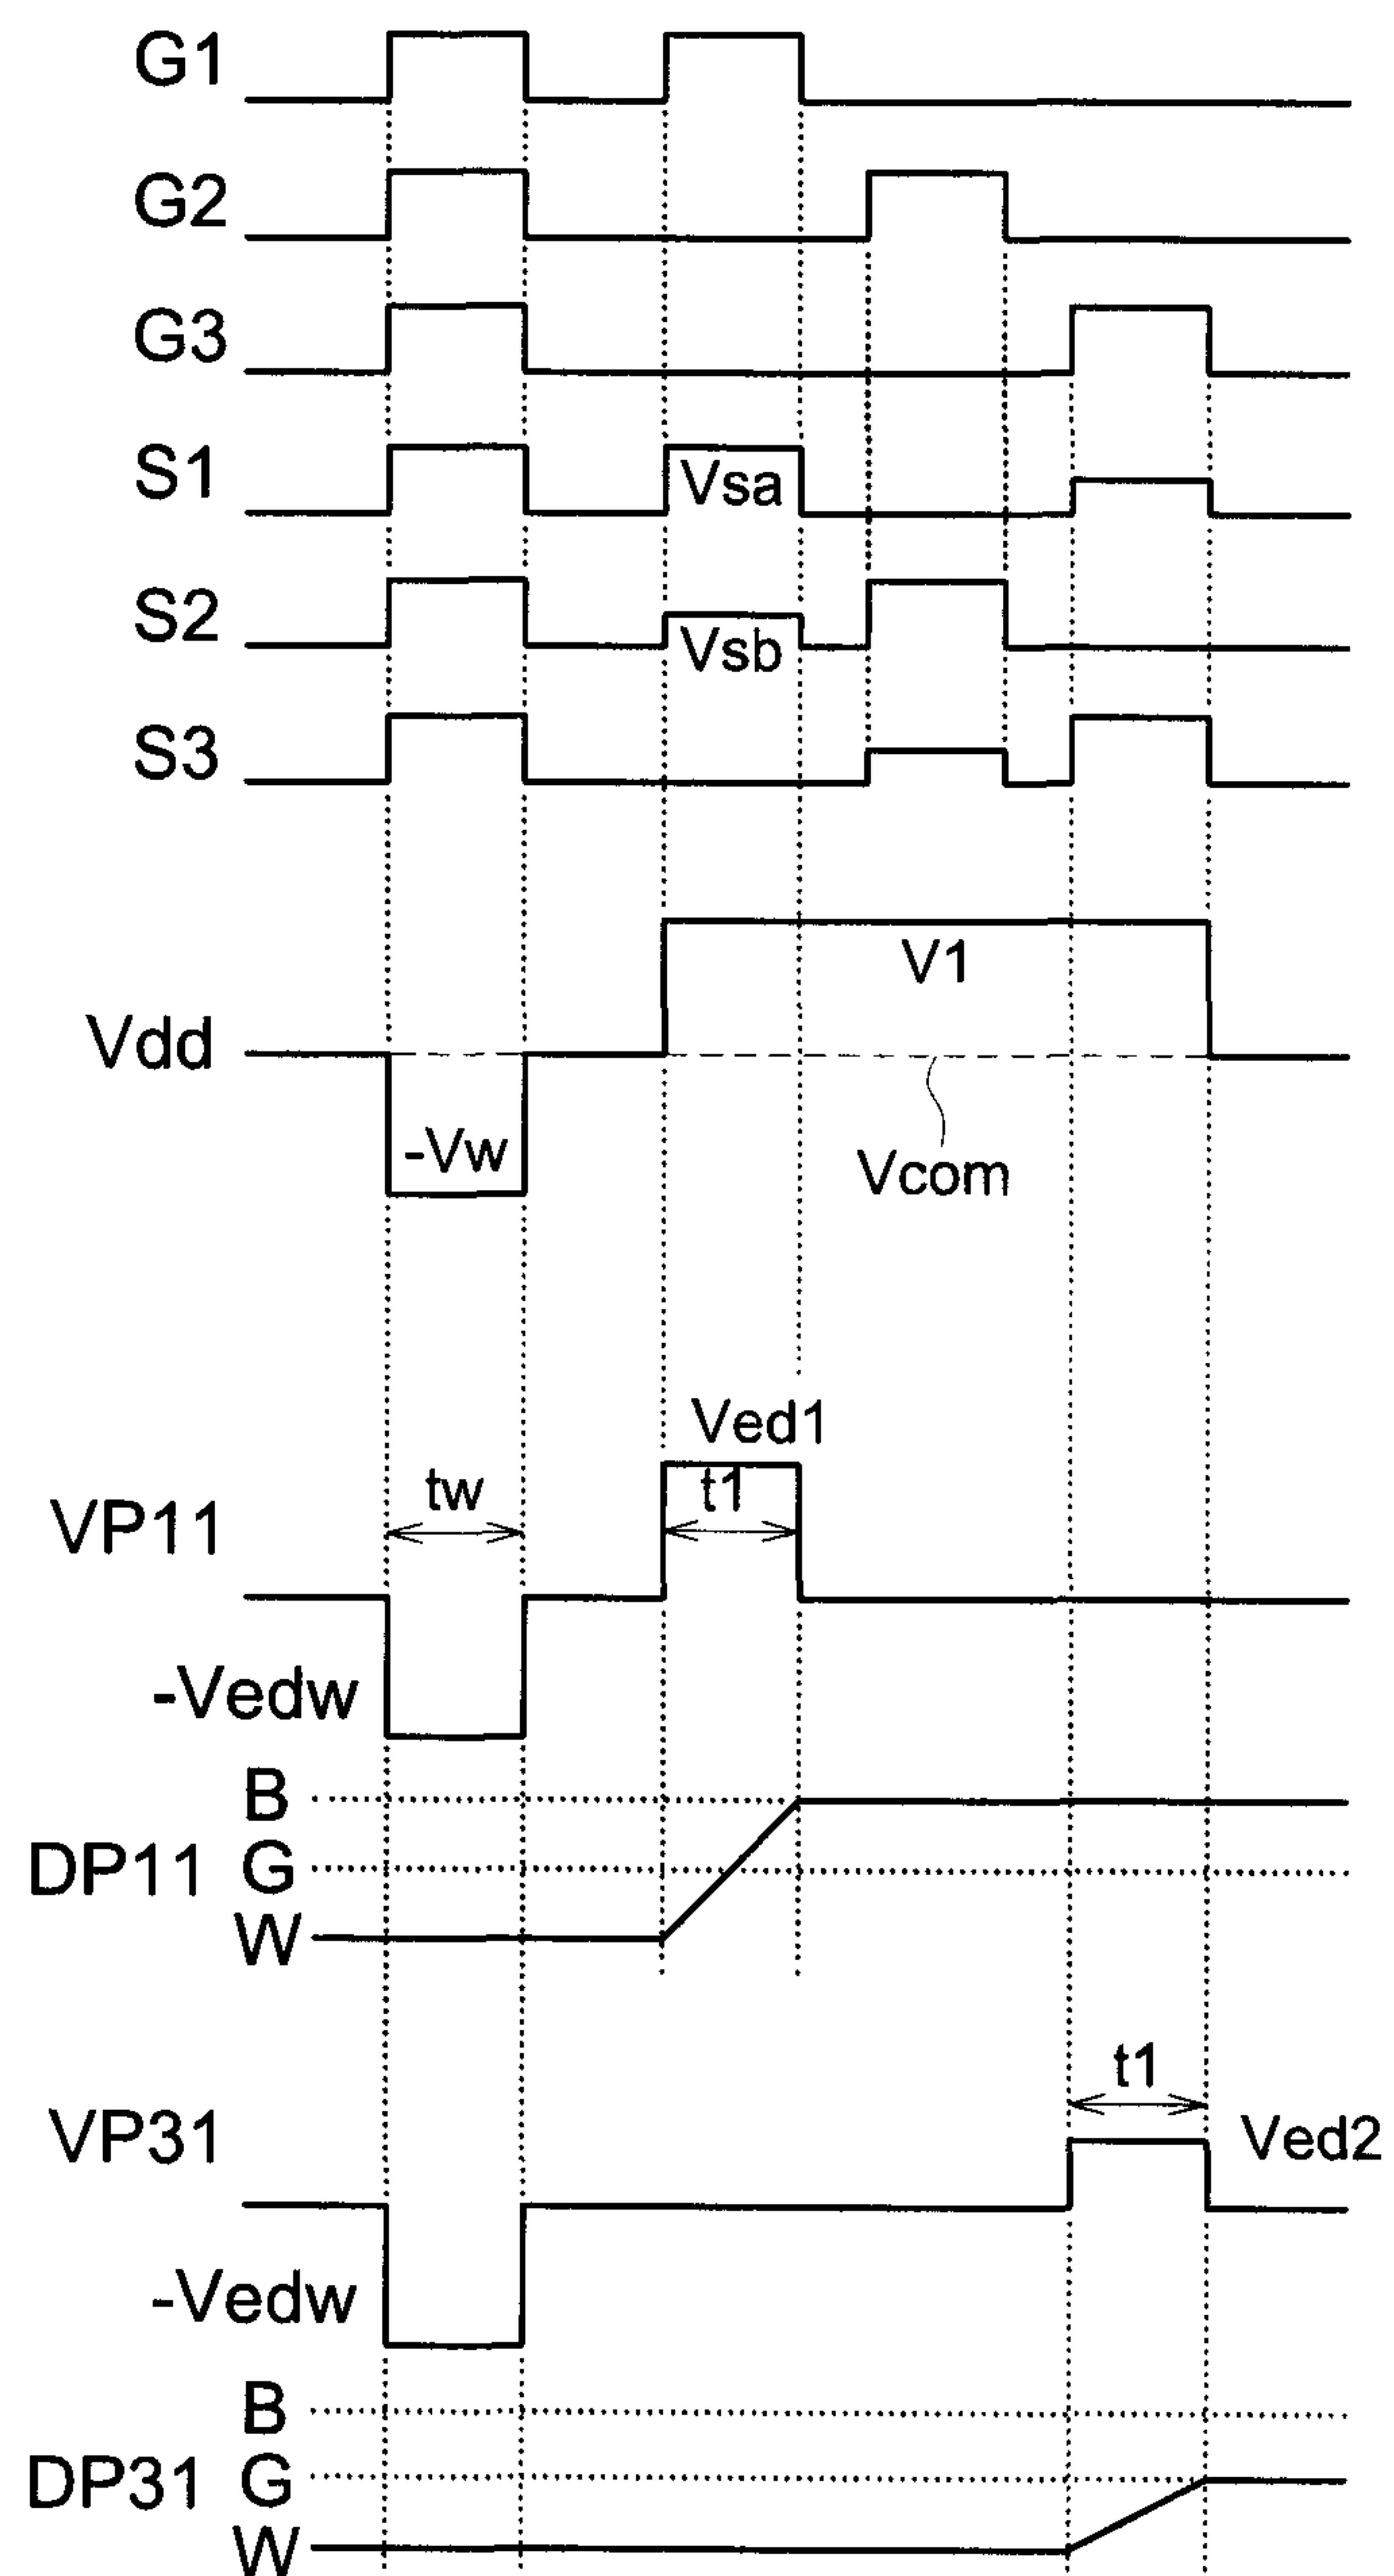 G1
G2
G3
S1
Vsa
S2
Vsb
S3
V1
Vdd
-Vw
Vcom
Ved1
tw
t1
VP11
-Vedw
B
DP11 G
W
t1
VP31
Ved2
-Vedw
B
DP31 G
W